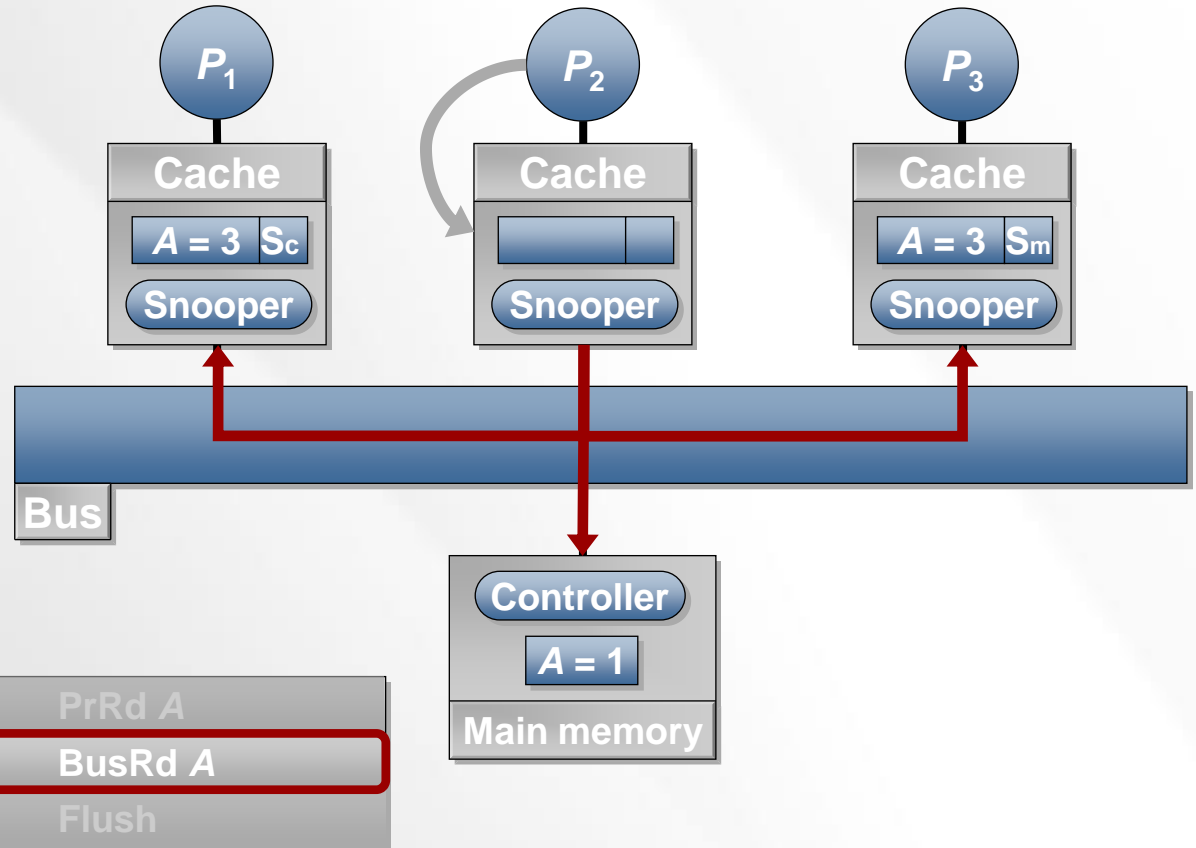 P1
P2
P3
Cache
Cache
Cache
A = 3 Sc
A = 3 Sm
Snooper
Snooper
Snooper
Bus
Controller
A = 1
Main memory
PrRd A
BusRd A
Flush